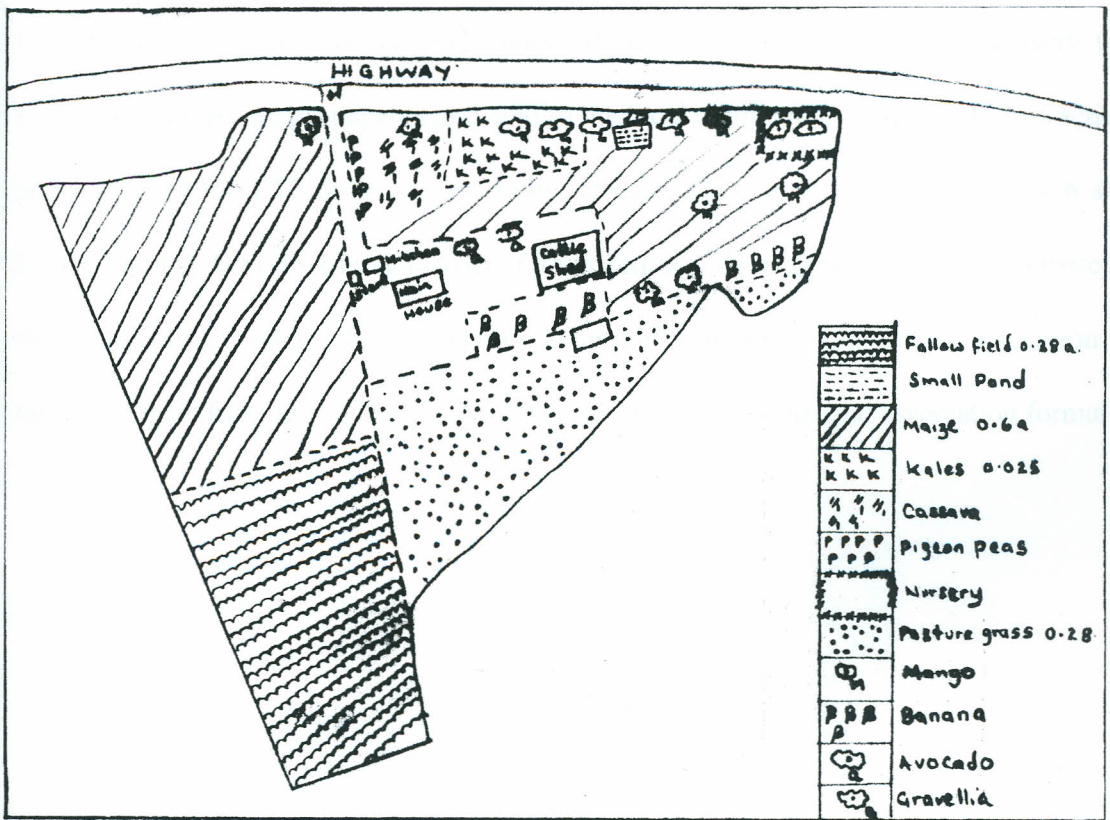 HIGHWAY
Kitchen
Store
Main
House
Cattle
Shed
Fallow field 0.28a.
Small Pond
Maize 0.6a
Kales 0.025
Cassava
Pigeon Peas
Nursery
Pasture grass 0.28
Mango
Banana
Avocado
Gravellia